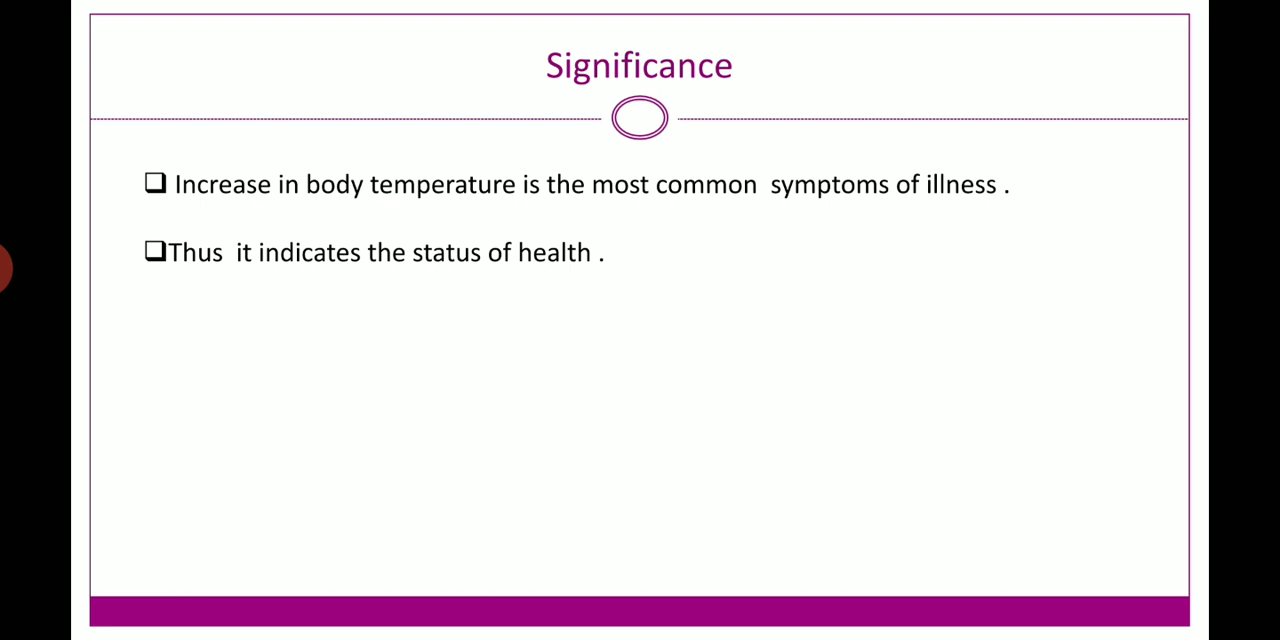 Significance
Increase in body temperature is the most common  symptoms of illness .
Thus  it indicates the status of health .